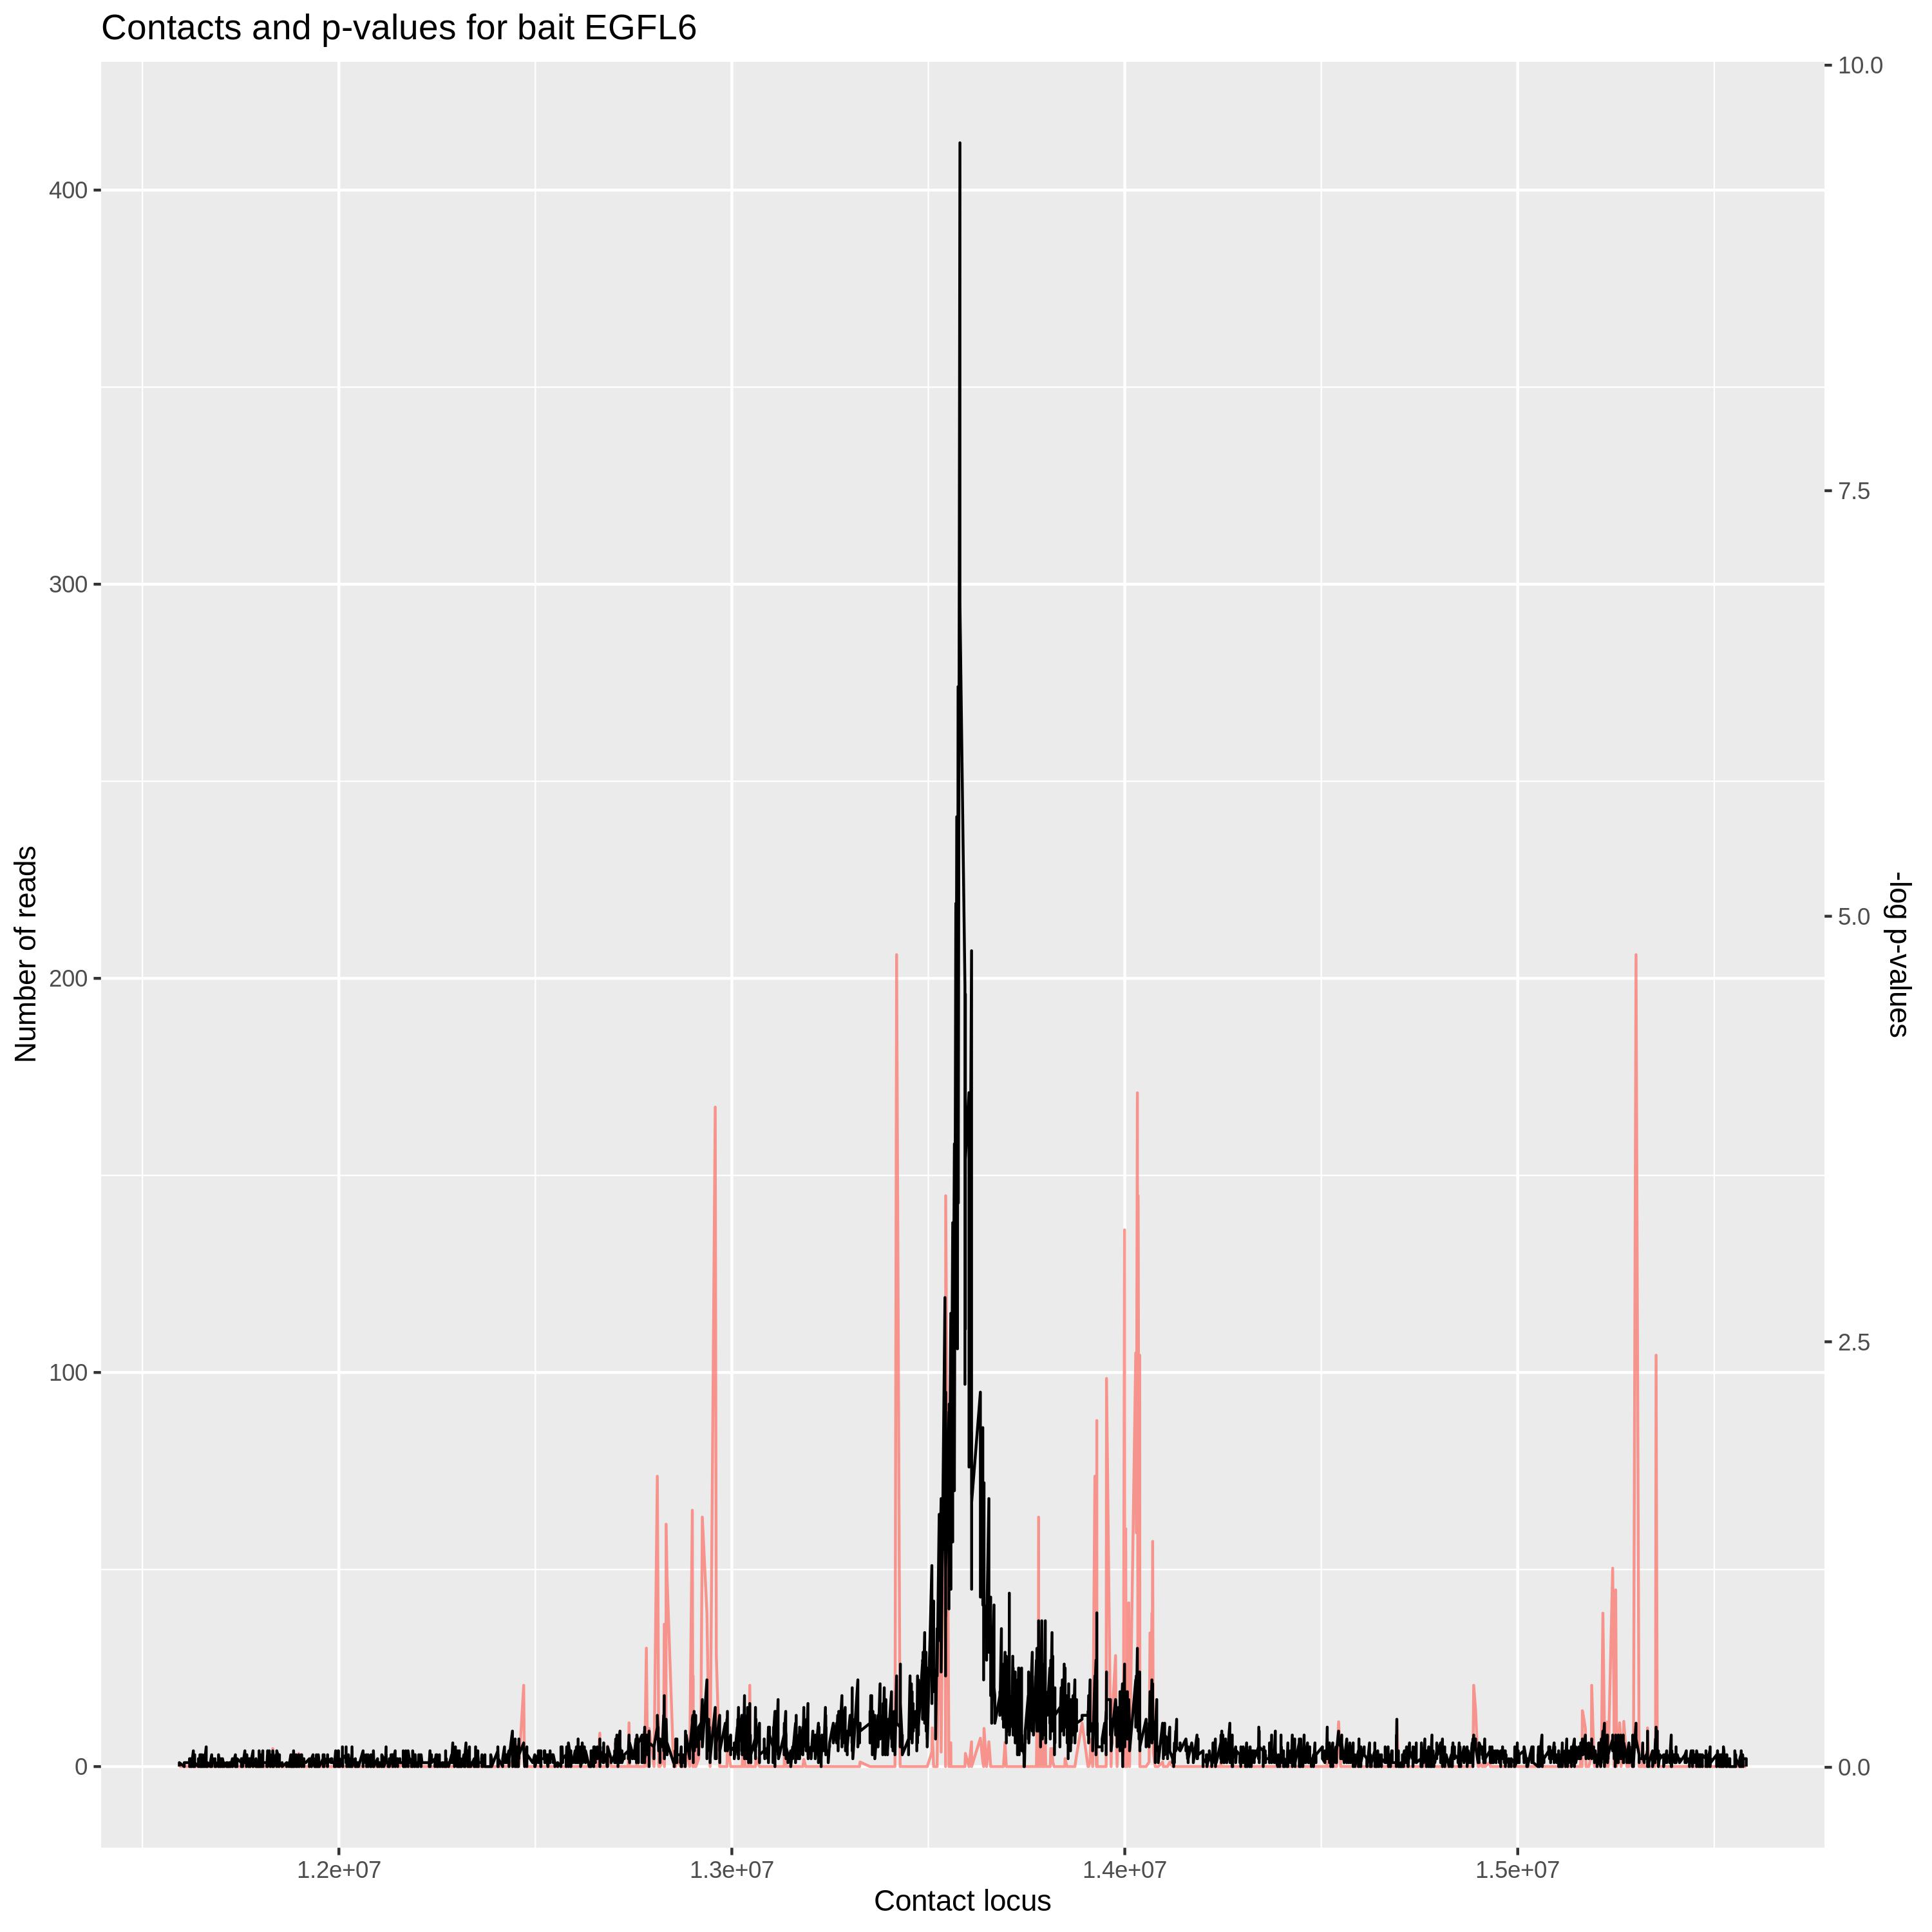 Contacts and p-values for bait EGFL6
10.0
7.5
5.0
2.5
0.0
400
300
200
100
0
Number of reads
-log p-values
1.2e+07
1.3e+07
1.4e+07
1.5e+07
Contact locus